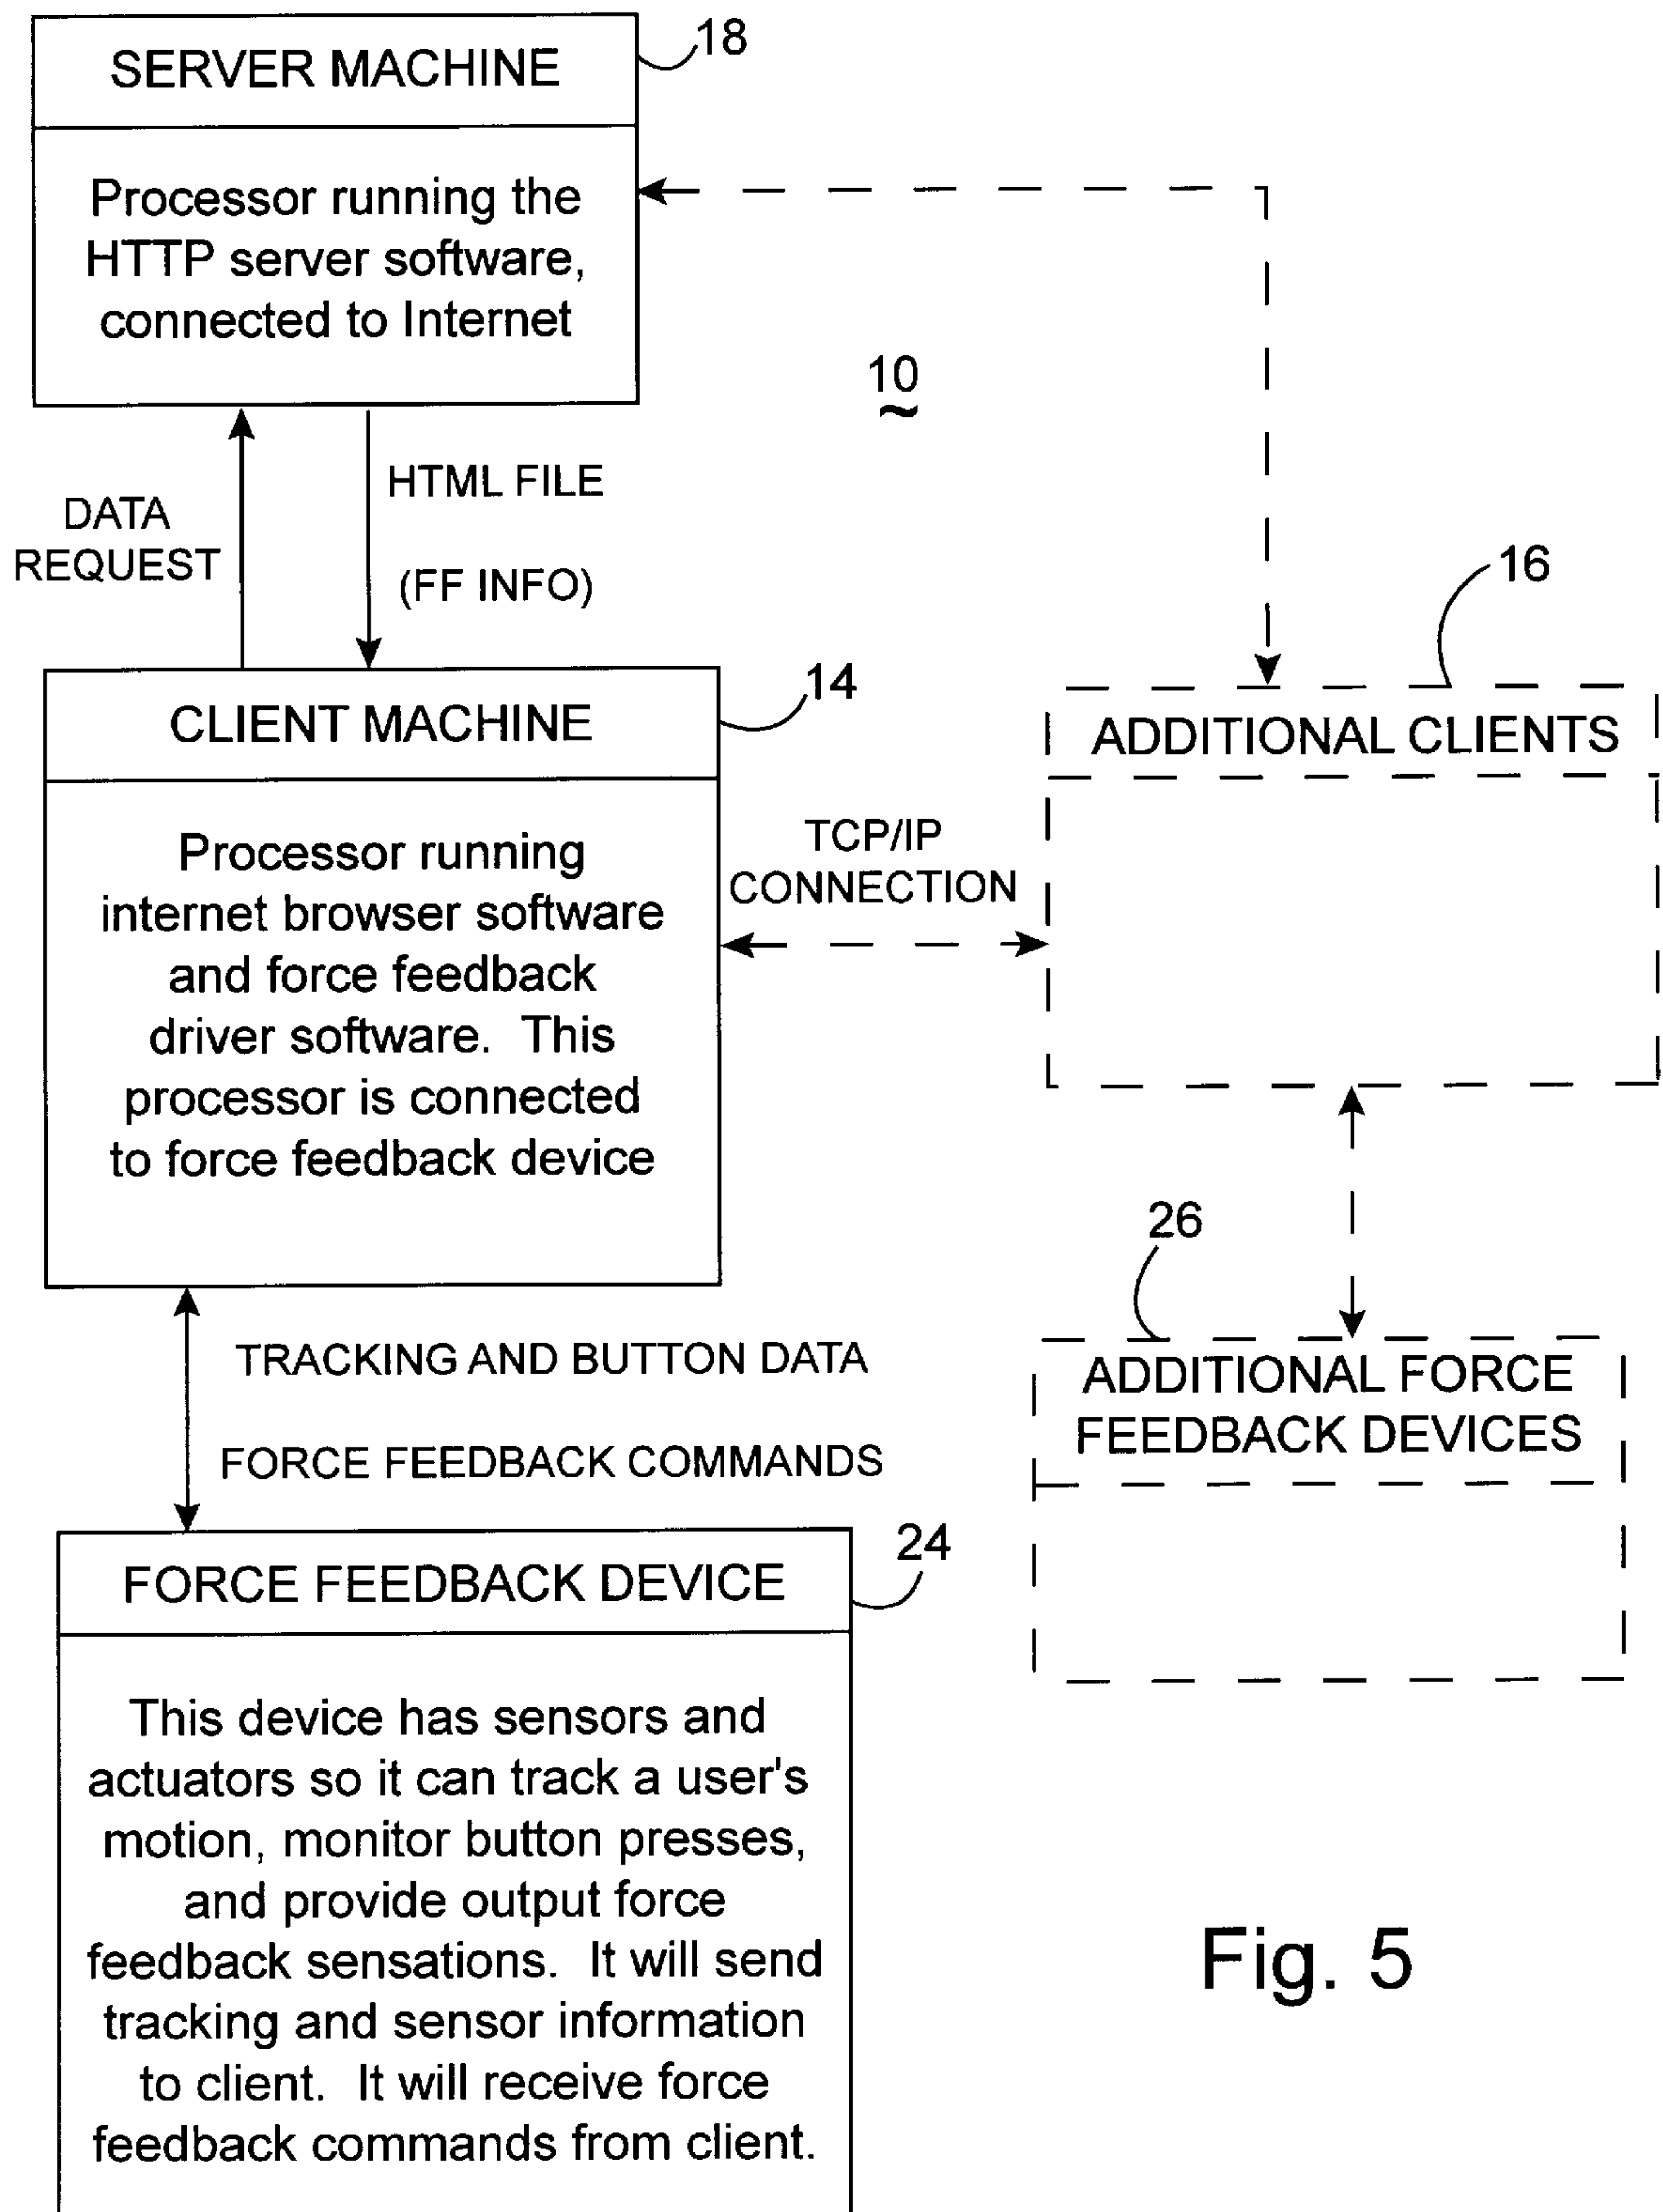 18
SERVER MACHINE
Processor running the
HTTP server software,
connected to Internet
10
DATA
REQUEST
HTML FILE
(FF INFO)
16
14
CLIENT MACHINE
ADDITIONAL CLIENTS
Processor running
internet browser software
and force feedback
driver software.  This
processor is connected
to force feedback device
TCP/IP
CONNECTION
26
TRACKING AND BUTTON DATA
FORCE FEEDBACK COMMANDS
ADDITIONAL FORCE
FEEDBACK DEVICES
24
FORCE FEEDBACK DEVICE
This device has sensors and
actuators so it can track a user's
motion, monitor button presses,
and provide output force
feedback sensations.  It will send
tracking and sensor information
to client.  It will receive force
feedback commands from client.
Fig. 5